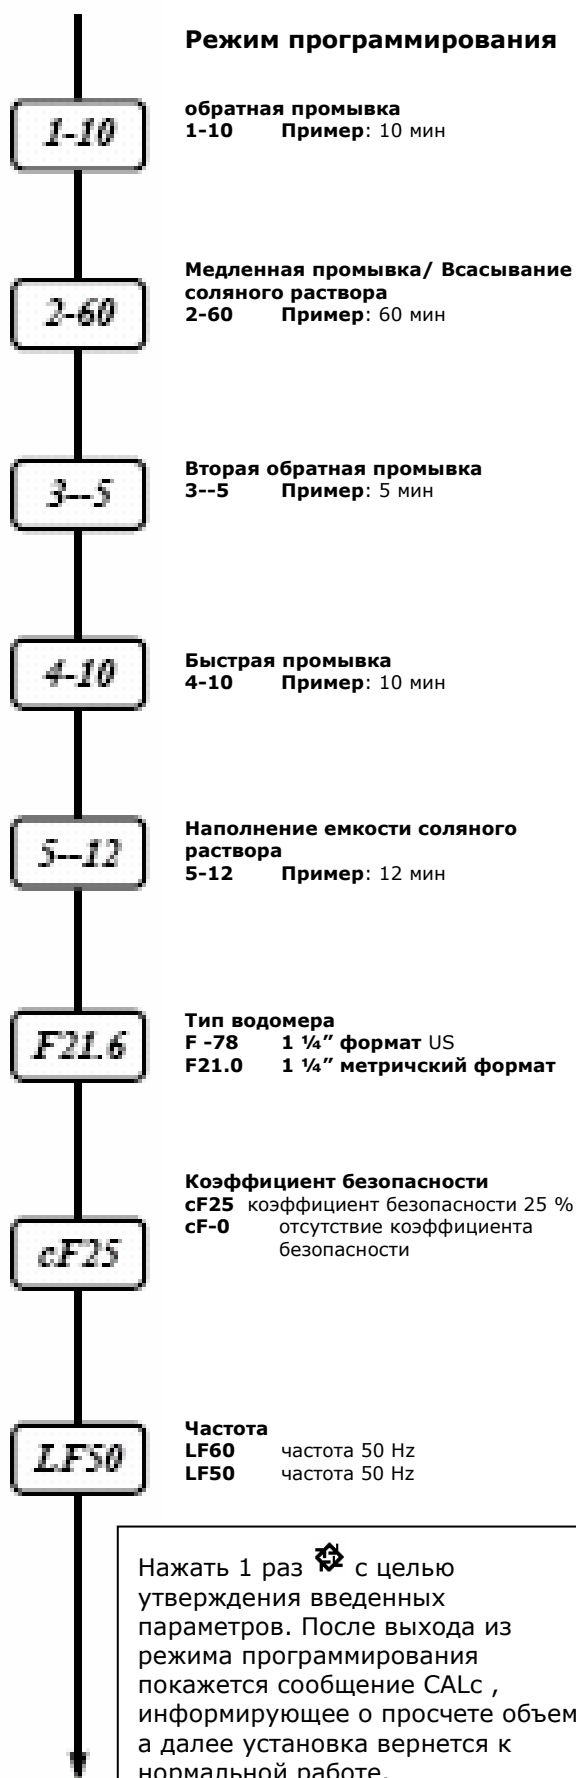 Режим программирования
1-10
обратная промывка
1-10 Пример: 10 мин
2-60
Медленная промывка/ Всасывание
соляного раствора
2-60 Пример: 60 мин
3--5
Вторая обратная промывка
3--5 Пример: 5 мин
4-10
Быстрая промывка
4-10 Пример: 10 мин
5--12
Наполнение емкости соляного
раствора
5-12 Пример: 12 мин
F21.6
Тип водомера
F -78 1 ¼” формат US
F21.0 1 ¼” метричский формат
cF25
Коэффициент безопасности
cF25 коэффициент безопасности 25 %
cF-0 отсутствие коэффициента
безопасности
LF50
Частота
LF60 частота 50 Hz
LF50 частота 50 Hz
Нажать 1 раз с целью
утверждения введенных
параметров. После выхода из
режима программирования
покажется сообщение CALc ,
информирующее о просчете объем
а далее установка вернется к
нормальной работе.